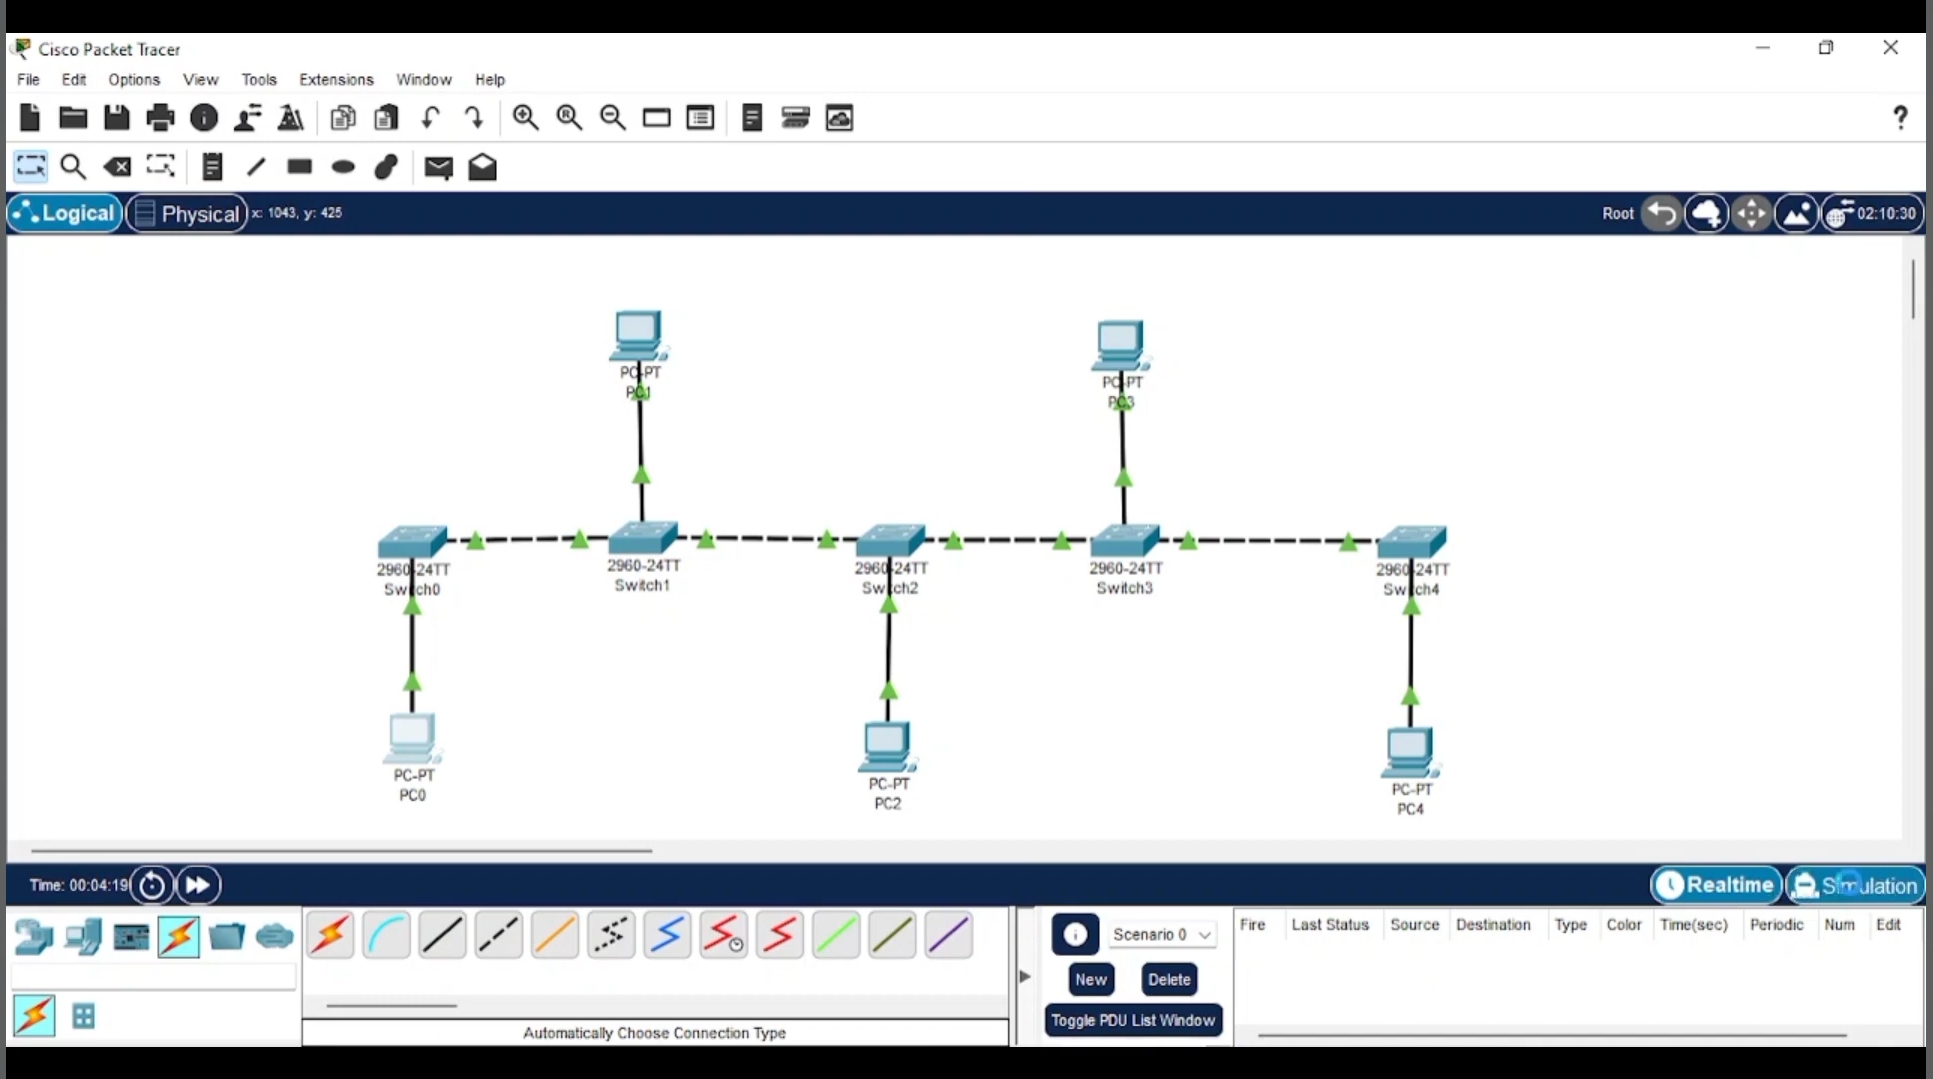 Cisco Packet Tracer
File Edit Options View Tools Extensions Window Help
?
Logical Physical x: 1043, y: 425 Root 02:10:30
PC-PT
PC1
PC-PT
PC3
2960-24TT
Switch0
2960-24TT
Switch1
2960-24TT
Switch2
2960-24TT
Switch3
2960-24TT
Switch4
PC-PT
PC0
PC-PT
PC2
PC-PT
PC4
Time: 00:04:19 Realtime Simulation
Scenario 0
New Delete
Toggle PDU List Window
Fire Last Status Source Destination Type Color Time(sec) Periodic Num Edit
Automatically Choose Connection Type